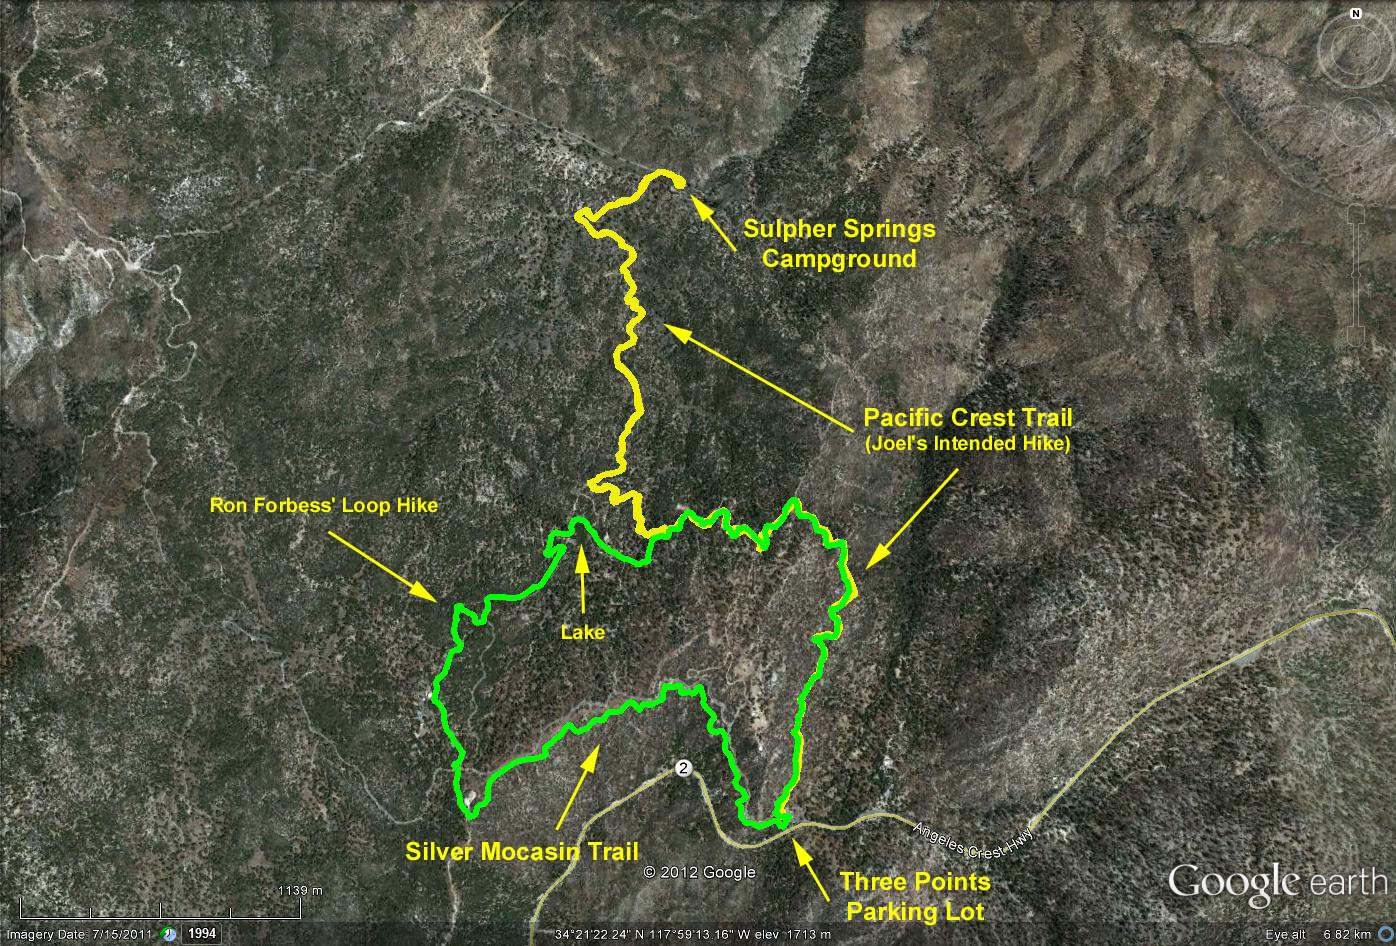 N
Sulpher Springs
Campground
Pacific Crest Trail
(Joel's Intended Hike)
Ron Forbess' Loop Hike
Lake
2
Angeles Crest Hwy
Silver Mocasin Trail
© 2012 Google
Three Points
Parking Lot
Google earth
1139 m
Imagery Date: 7/15/2011
1994
34°21'22.24" N 117°59'13.16" W elev 1713 m
Eye alt 6.82 km